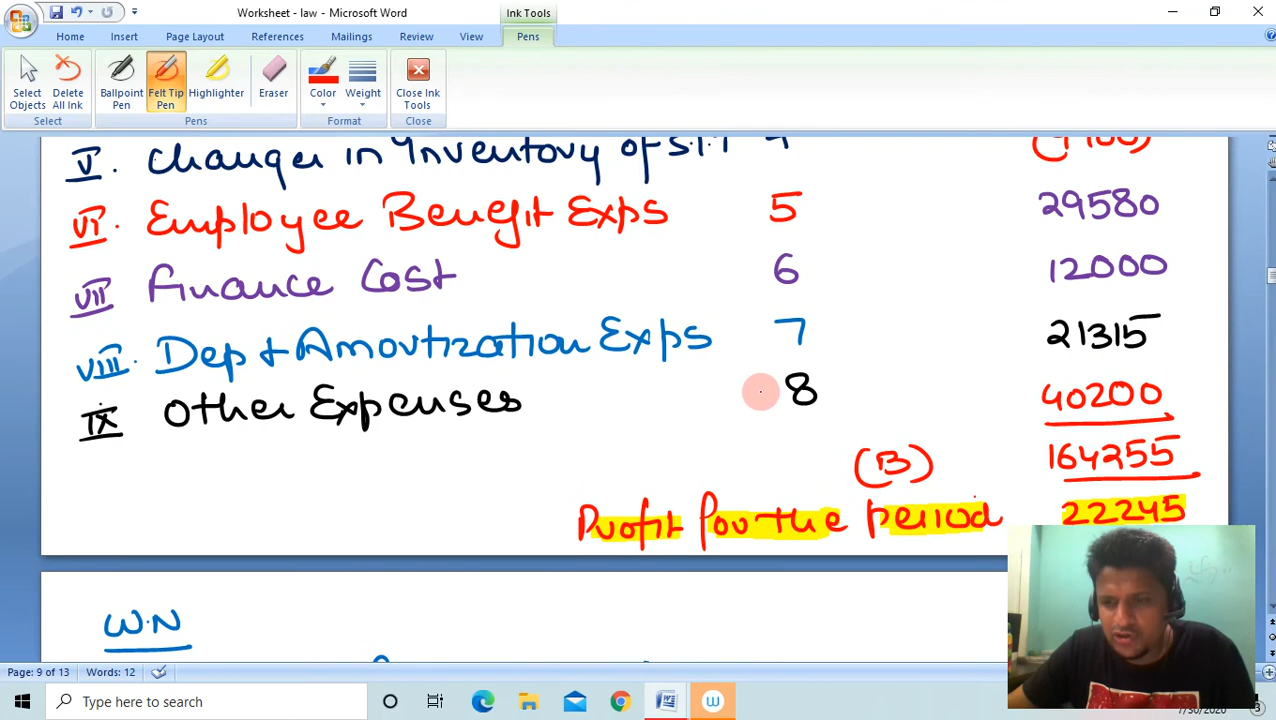 Worksheet - law - Microsoft Word
Ink Tools
Home Insert Page Layout References Mailings Review View Pens
Select Objects Delete All Ink Ballpoint Pen Felt Tip Pen Highlighter Eraser Color Weight Close Ink Tools
Select Pens Format Close
V. Changer in Inventory of
VI. Employee Benefit Exps 5 29580
VII Finance Cost 6 12000
VIII. Dep & Amortization Exps 7 21315
IX Other Expenses 8 40200
164255
(B)
Profit for the period 22245
W.N
Page: 9 of 13 Words: 12
Type here to search
7/30/2020